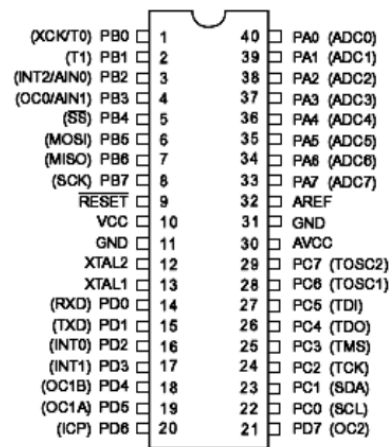 (XCK/T0) PB0 1 40 PA0 (ADC0)
(T1) PB1 2 39 PA1 (ADC1)
(INT2/AIN0) PB2 3 38 PA2 (ADC2)
(OC0/AIN1) PB3 4 37 PA3 (ADC3)
(SS) PB4 5 36 PA4 (ADC4)
(MOSI) PB5 6 35 PA5 (ADC5)
(MISO) PB6 7 34 PA6 (ADC6)
(SCK) PB7 8 33 PA7 (ADC7)
RESET 9 32 AREF
VCC 10 31 GND
GND 11 30 AVCC
XTAL2 12 29 PC7 (TOSC2)
XTAL1 13 28 PC6 (TOSC1)
(RXD) PD0 14 27 PC5 (TDI)
(TXD) PD1 15 26 PC4 (TDO)
(INT0) PD2 16 25 PC3 (TMS)
(INT1) PD3 17 24 PC2 (TCK)
(OC1B) PD4 18 23 PC1 (SDA)
(OC1A) PD5 19 22 PC0 (SCL)
(ICP) PD6 20 21 PD7 (OC2)